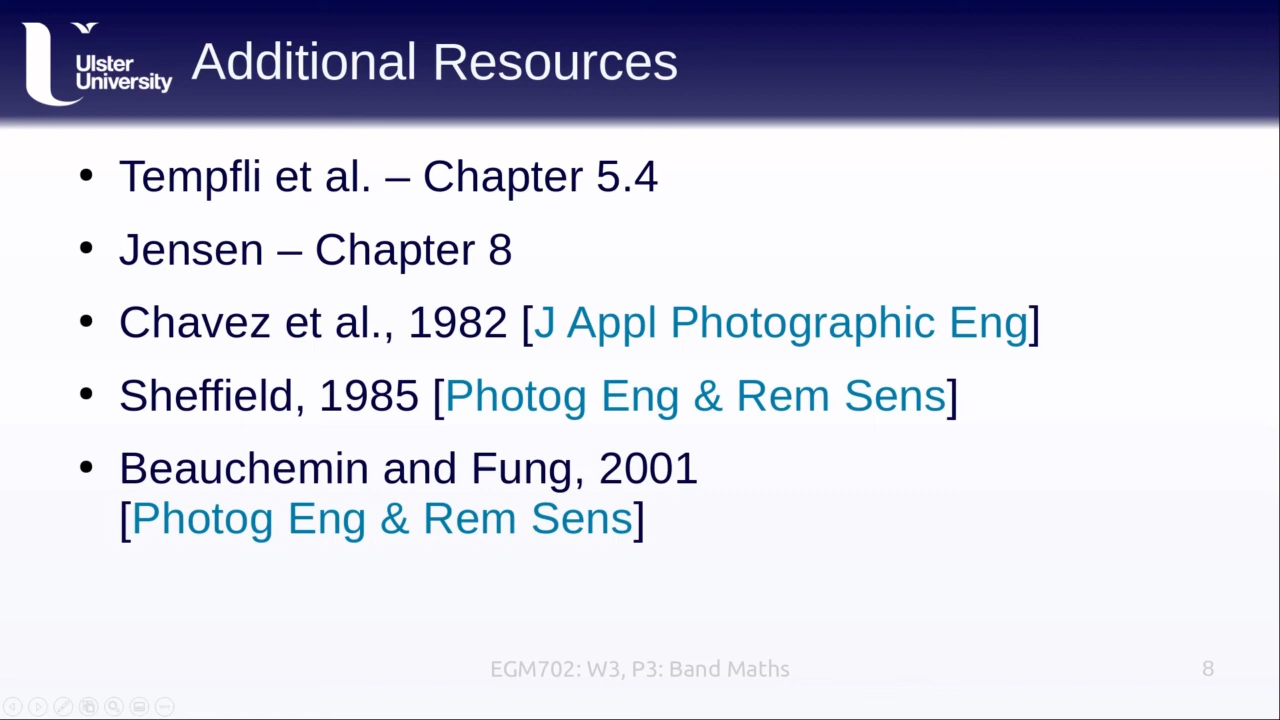 Ulster
University
Additional Resources
• Tempfli et al. – Chapter 5.4
• Jensen – Chapter 8
• Chavez et al., 1982 [J Appl Photographic Eng]
• Sheffield, 1985 [Photog Eng & Rem Sens]
• Beauchemin and Fung, 2001
[Photog Eng & Rem Sens]
EGM702: W3, P3: Band Maths
8